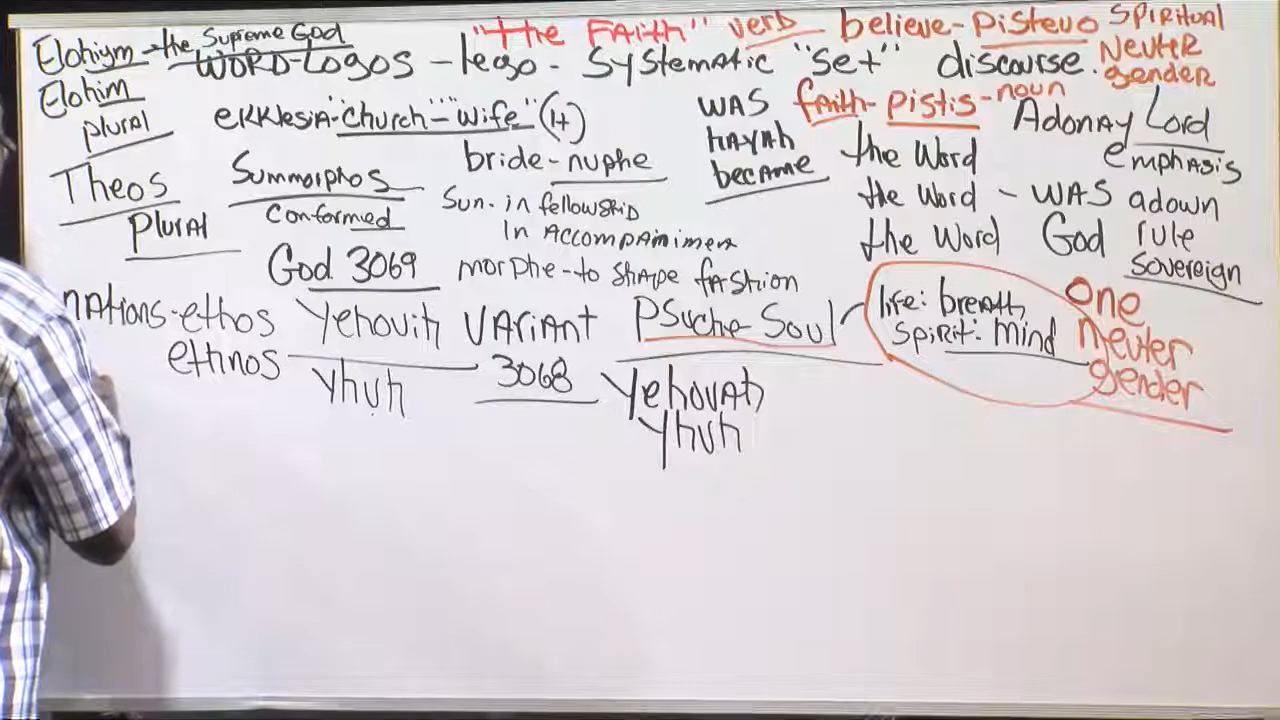 Elohiym - the Supreme God "the Faith" verb believe - Pisteuo Spiritual
WORD - Logos - lego - Systematic "Set" discourse. Neuter gender
Elohim plural
ekklesia - "church" - "wife" (H)
WAS hayah became
faith - pistis - noun
Adonay Lord emphasis
Theos Plural
Summorphos Conformed
bride - nuphe
Sun. in fellowship
In Accompaniment
the Word
the Word - WAS adown
the Word God rule sovereign
God 3069 morphe - to shape fashion
nations - ethos
ethnos
Yehovih VARIANT 3068
Yhvh
Psuche Soul
life: breath,
spirit: mind
one neuter gender
Yehovah
Yhvh